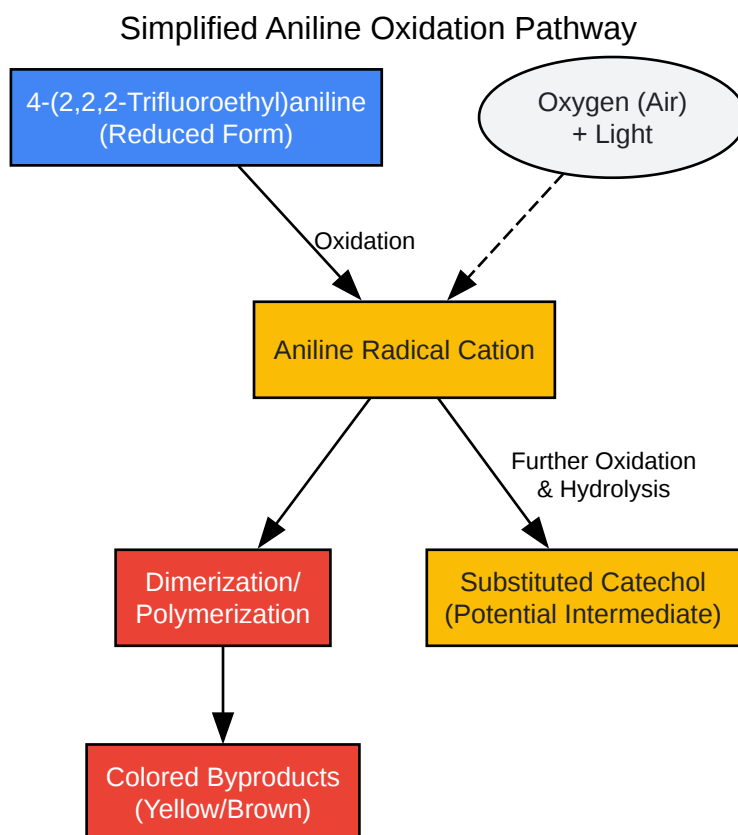 Simplified Aniline Oxidation Pathway
4-(2,2,2-Trifluoroethyl)aniline
(Reduced Form)
Oxygen (Air)
+ Light
Oxidation
Aniline Radical Cation
Further Oxidation
& Hydrolysis
Dimerization/
Polymerization
Substituted Catechol
(Potential Intermediate)
Colored Byproducts
(Yellow/Brown)